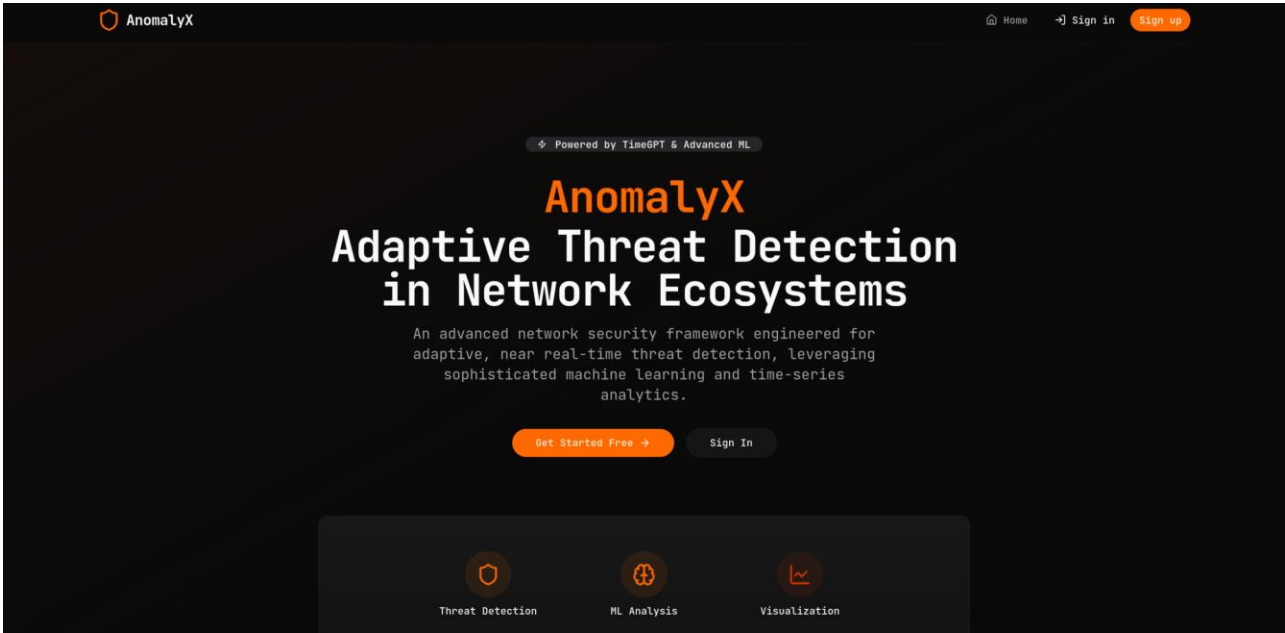 AnomalyX
Home
Sign in
Sign up
Powered by TimeGPT & Advanced ML
AnomalyX
Adaptive Threat Detection
in Network Ecosystems
An advanced network security framework engineered for
adaptive, near real-time threat detection, leveraging
sophisticated machine learning and time-series
analytics.
Get Started Free →
Sign In
Threat Detection
ML Analysis
Visualization